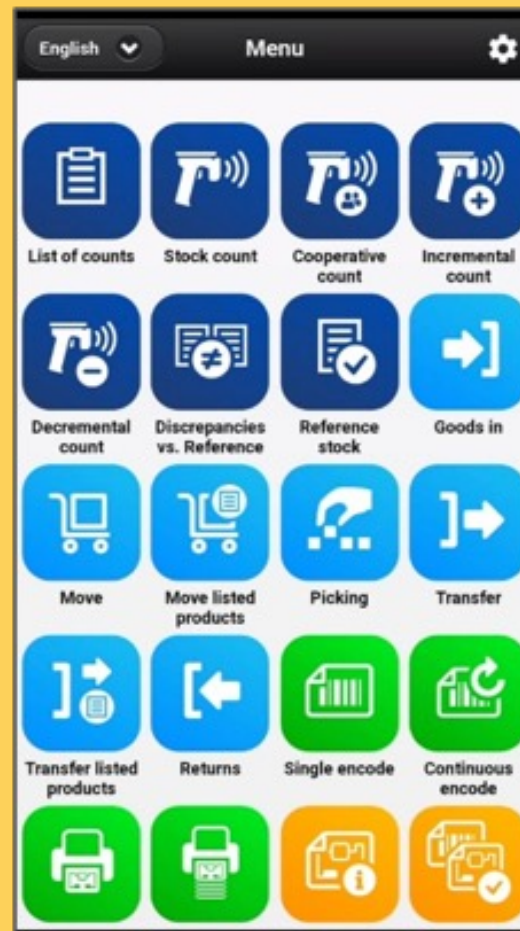 English
Menu
List of counts
Stock count
Cooperative
count
Incremental
count
Decremental
count
Discrepancies
vs. Reference
Reference
stock
Goods in
Move
Move listed
products
Picking
Transfer
Transfer listed
products
Returns
Single encode
Continuous
encode